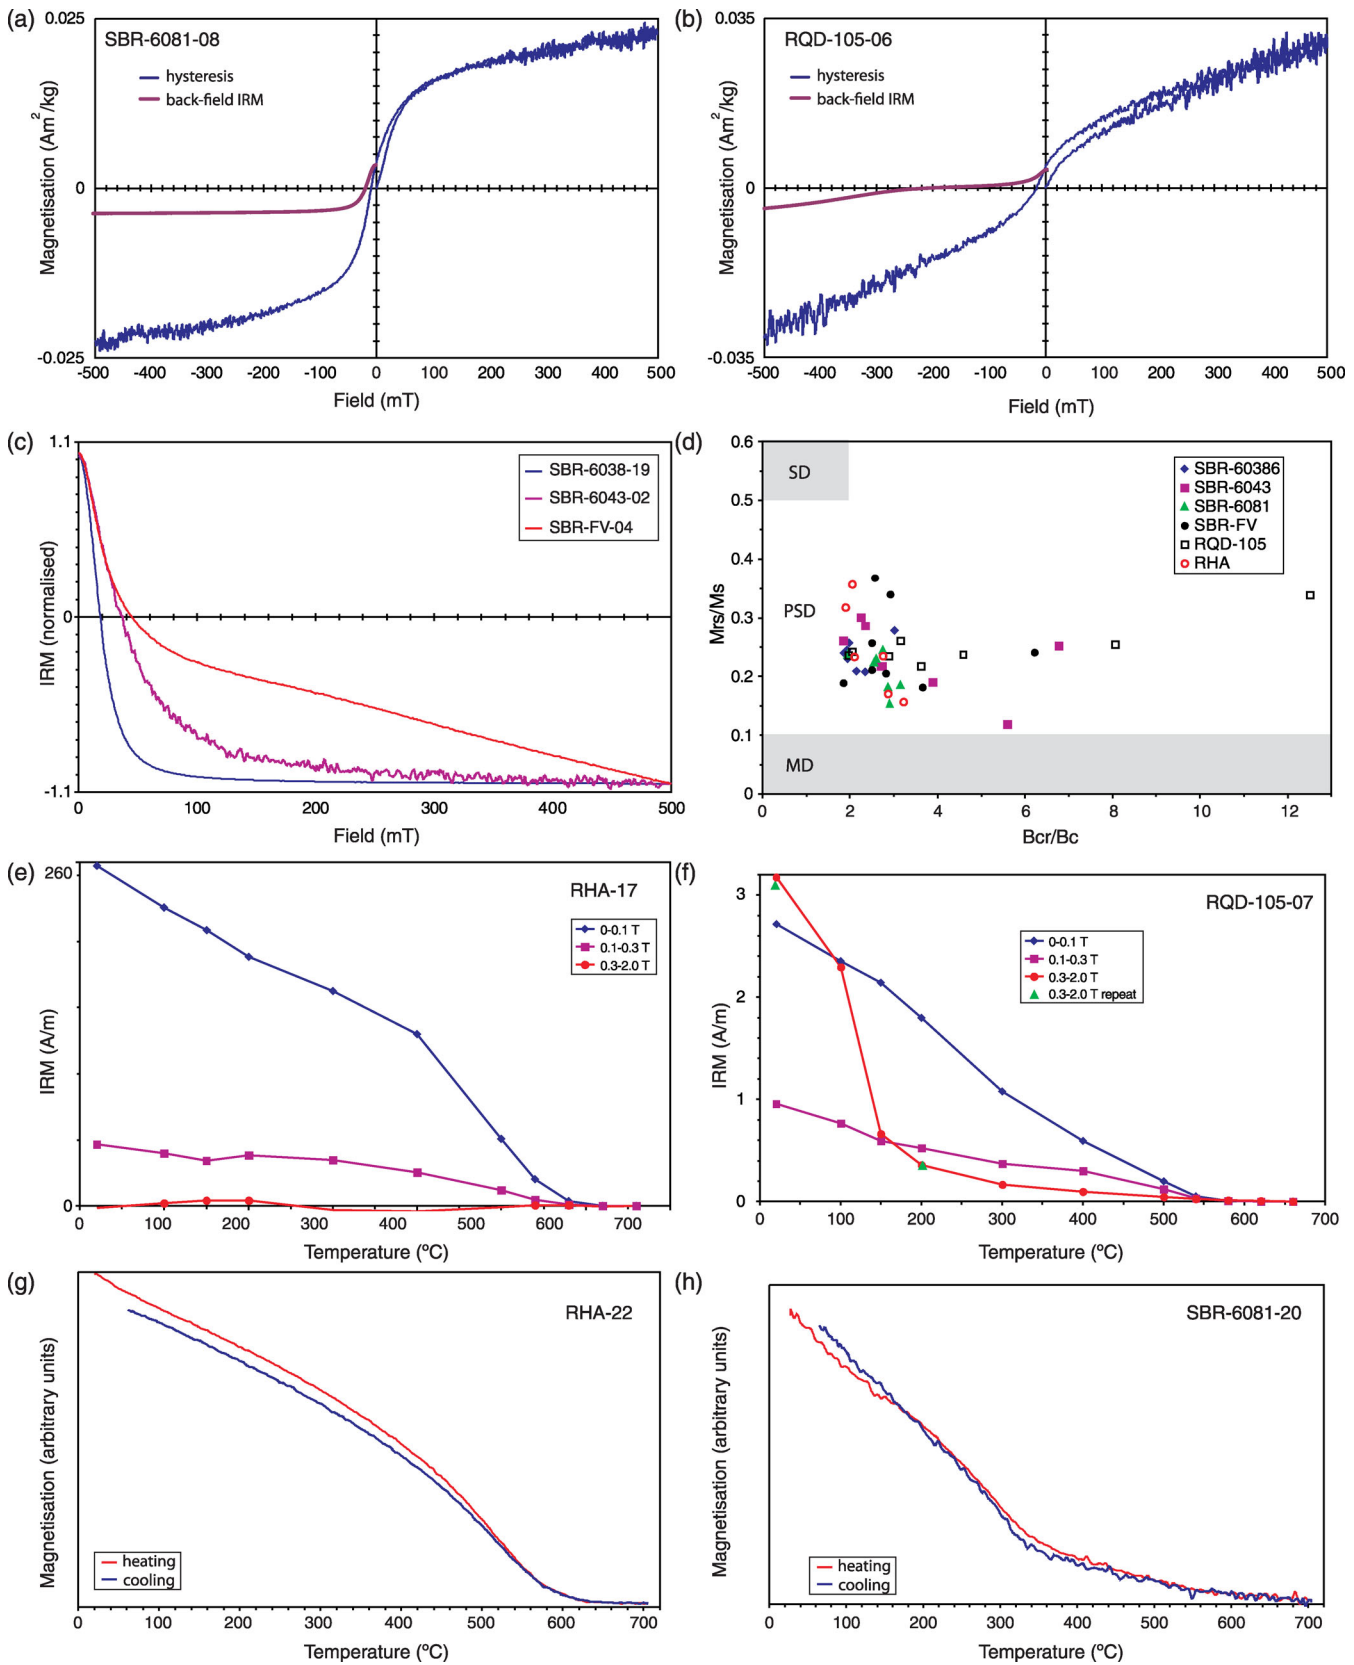 (a)
0.025
SBR-6081-08
hysteresis
back-field IRM
Magnetisation (Am²/kg)
0
-0.025
-500 -400 -300 -200 -100 0 100 200 300 400 500
Field (mT)
(b)
0.035
RQD-105-06
hysteresis
back-field IRM
Magnetisation (Am²/kg)
0
-0.035
-500 -400 -300 -200 -100 0 100 200 300 400 500
Field (mT)
(c)
1.1
SBR-6038-19
SBR-6043-02
SBR-FV-04
IRM (normalised)
0
-1.1
0 100 200 300 400 500
Field (mT)
(d)
0.6
0.5
0.4
0.3
0.2
0.1
0
Mrs/Ms
SD
PSD
MD
SBR-60386
SBR-6043
SBR-6081
SBR-FV
RQD-105
RHA
0 2 4 6 8 10 12
Bcr/Bc
(e)
260
RHA-17
0-0.1 T
0.1-0.3 T
0.3-2.0 T
IRM (A/m)
0
0 100 200 300 400 500 600 700
Temperature (ºC)
(f)
3
RQD-105-07
0-0.1 T
0.1-0.3 T
0.3-2.0 T
0.3-2.0 T repeat
2
IRM (A/m)
1
0
0 100 200 300 400 500 600 700
Temperature (ºC)
(g)
RHA-22
Magnetisation (arbitrary units)
heating
cooling
0 100 200 300 400 500 600 700
Temperature (ºC)
(h)
SBR-6081-20
Magnetisation (arbitrary units)
heating
cooling
0 100 200 300 400 500 600 700
Temperature (ºC)